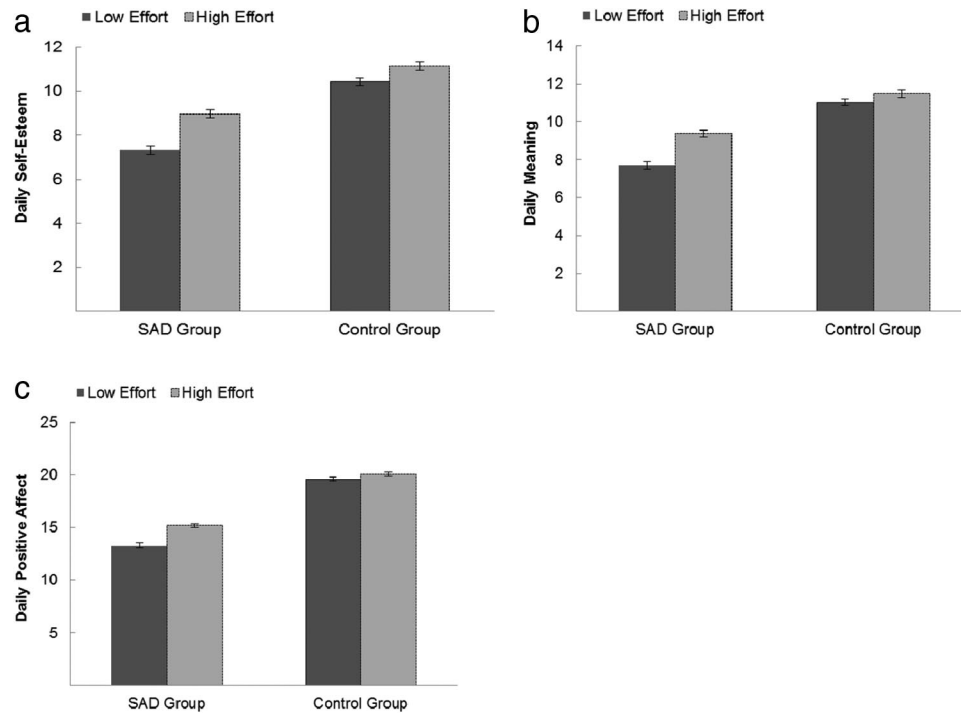 a
Low Effort High Effort
12
10
8
6
4
2
Daily Self-Esteem
SAD Group Control Group
b
Low Effort High Effort
14
12
10
8
6
4
2
Daily Meaning
SAD Group Control Group
c
Low Effort High Effort
25
20
15
10
5
Daily Positive Affect
SAD Group Control Group